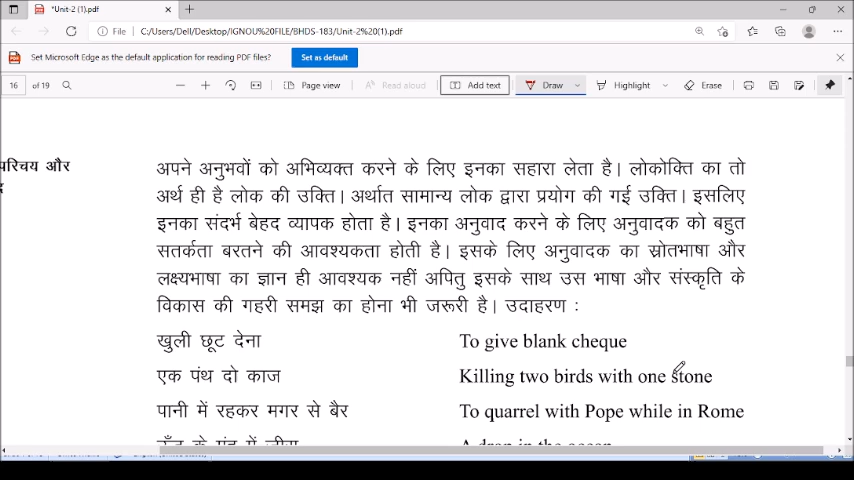 *Unit-2 (1).pdf
File
C:/Users/Dell/Desktop/IGNOU%20FILE/BHDS-183/Unit-2%20(1).pdf
Set Microsoft Edge as the default application for reading PDF files?
Set as default
16 of 19
Page view
Read aloud
Add text
Draw
Highlight
Erase
परिचय और
अपने अनुभवों को अभिव्यक्त करने के लिए इनका सहारा लेता है। लोकोक्ति का तो
अर्थ ही है लोक की उक्ति। अर्थात सामान्य लोक द्वारा प्रयोग की गई उक्ति। इसलिए
इनका संदर्भ बेहद व्यापक होता है। इनका अनुवाद करने के लिए अनुवादक को बहुत
सतर्कता बरतने की आवश्यकता होती है। इसके लिए अनुवादक का स्रोतभाषा और
लक्ष्यभाषा का ज्ञान ही आवश्यक नहीं अपितु इसके साथ उस भाषा और संस्कृति के
विकास की गहरी समझ का होना भी जरूरी है। उदाहरण :
खुली छूट देना To give blank cheque
एक पंथ दो काज Killing two birds with one stone
पानी में रहकर मगर से बैर To quarrel with Pope while in Rome
ऊँट के मुंह में जीरा A drop in the ocean